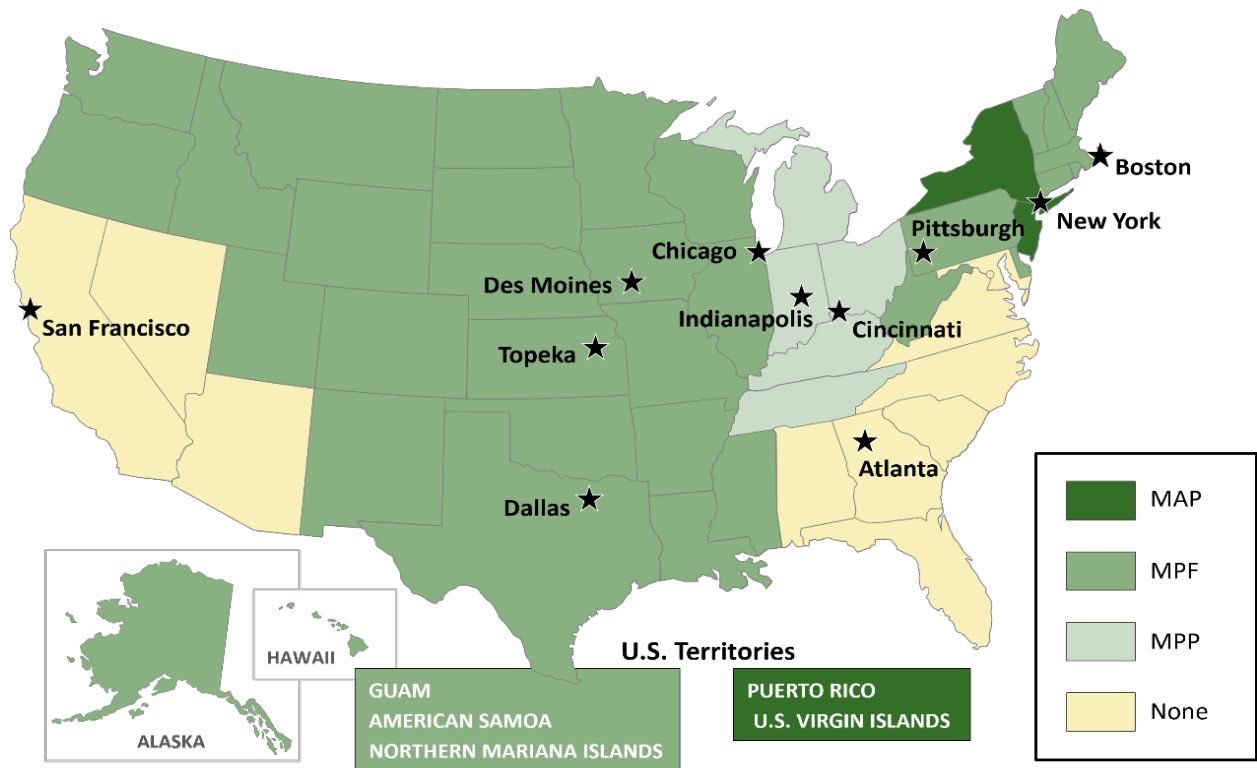 Boston
New York
Pittsburgh
Chicago
Des Moines
Indianapolis
Cincinnati
San Francisco
Topeka
Atlanta
Dallas
MAP
MPF
MPP
None
HAWAII
ALASKA
U.S. Territories
GUAM
AMERICAN SAMOA
NORTHERN MARIANA ISLANDS
PUERTO RICO
U.S. VIRGIN ISLANDS